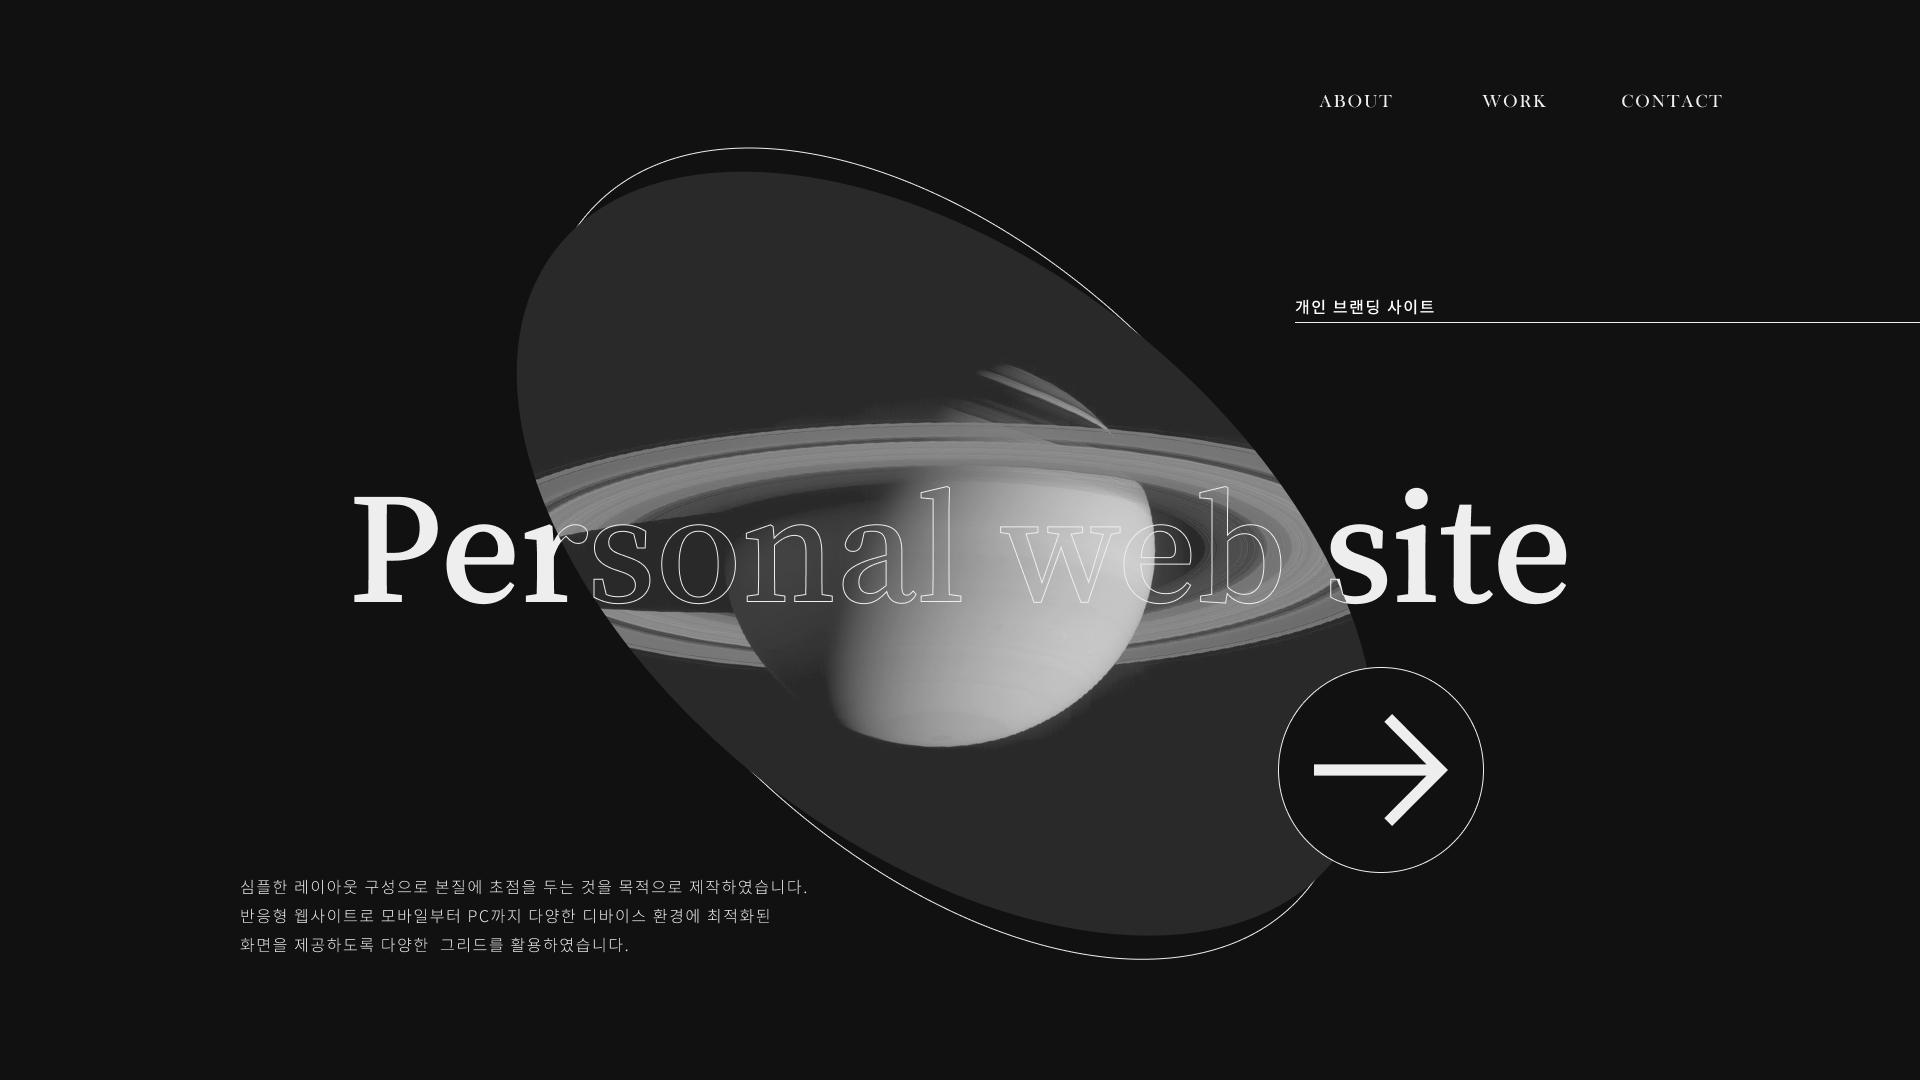 ABOUT WORK CONTACT
개인 브랜딩 사이트
Personal web site
심플한 레이아웃 구성으로 본질에 초점을 두는 것을 목적으로 제작하였습니다.
반응형 웹사이트로 모바일부터 PC까지 다양한 디바이스 환경에 최적화된
화면을 제공하도록 다양한 그리드를 활용하였습니다.